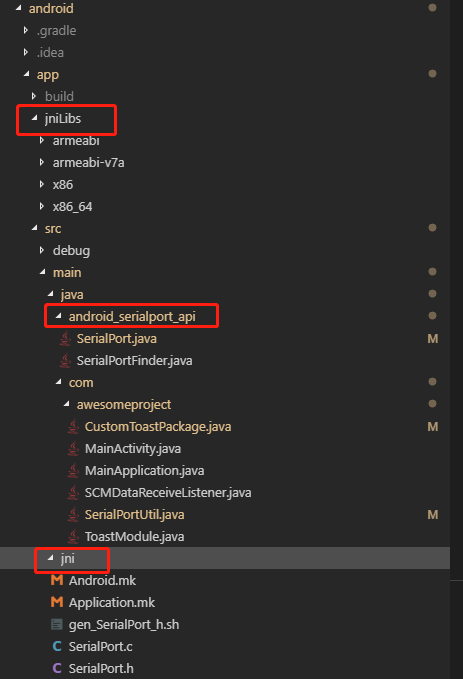 android
.gradle
.idea
app
build
jniLibs
armeabi
armeabi-v7a
x86
x86_64
src
debug
main
java
android_serialport_api
SerialPort.java M
SerialPortFinder.java
com
awesomeproject
CustomToastPackage.java M
MainActivity.java
MainApplication.java
SCMDataReceiveListener.java
SerialPortUtil.java M
ToastModule.java
jni
Android.mk
Application.mk
gen_SerialPort_h.sh
C SerialPort.c
C SerialPort.h